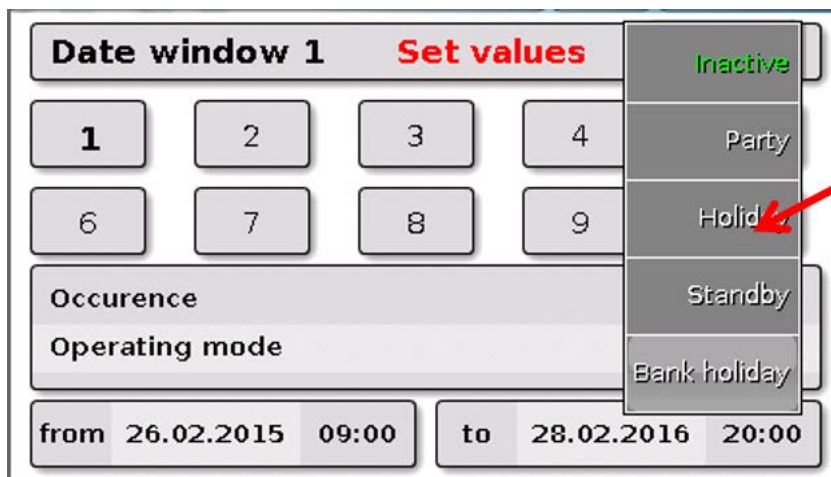 Date window 1 Set values
Inactive
1 2 3 4
Party
6 7 8 9
Holiday
Occurence
Standby
Operating mode
Bank holiday
from 26.02.2015 09:00 to 28.02.2016 20:00